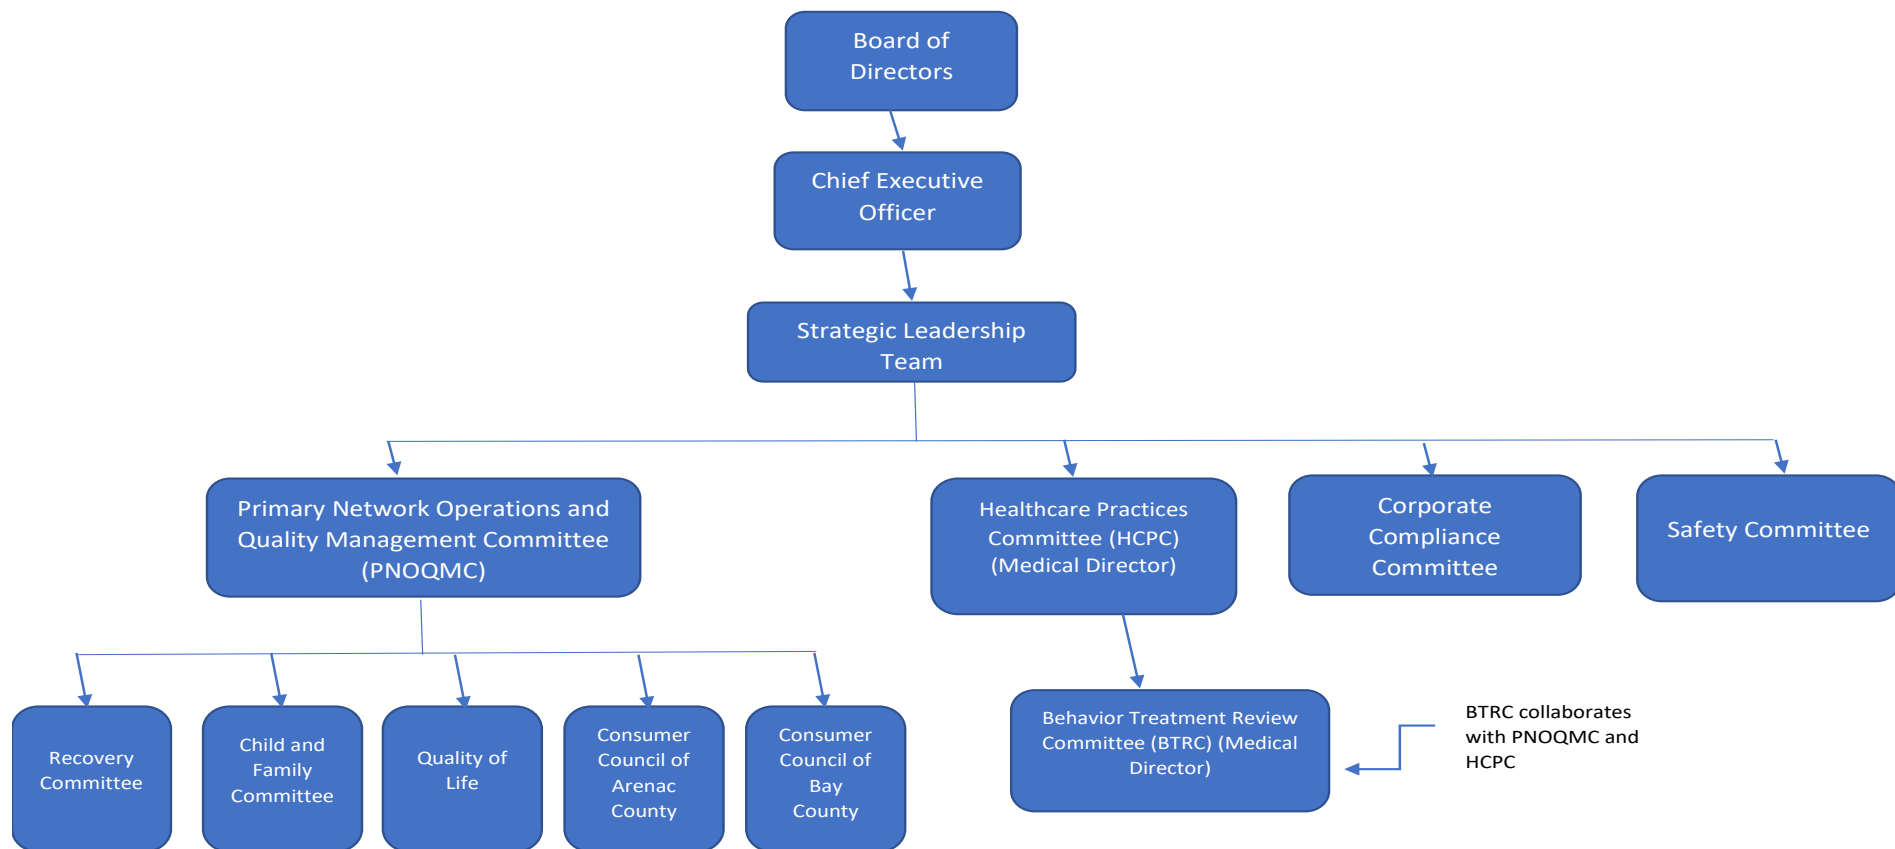 Board of
Directors
Chief Executive
Officer
Strategic Leadership
Team
Primary Network Operations and
Quality Management Committee
(PNOQMC)
Healthcare Practices
Committee (HCPC)
(Medical Director)
Corporate
Compliance
Committee
Safety Committee
Recovery
Committee
Child and
Family
Committee
Quality of
Life
Consumer
Council of
Arenac
County
Consumer
Council of
Bay
County
Behavior Treatment Review
Committee (BTRC) (Medical
Director)
BTRC collaborates
with PNOQMC and
HCPC